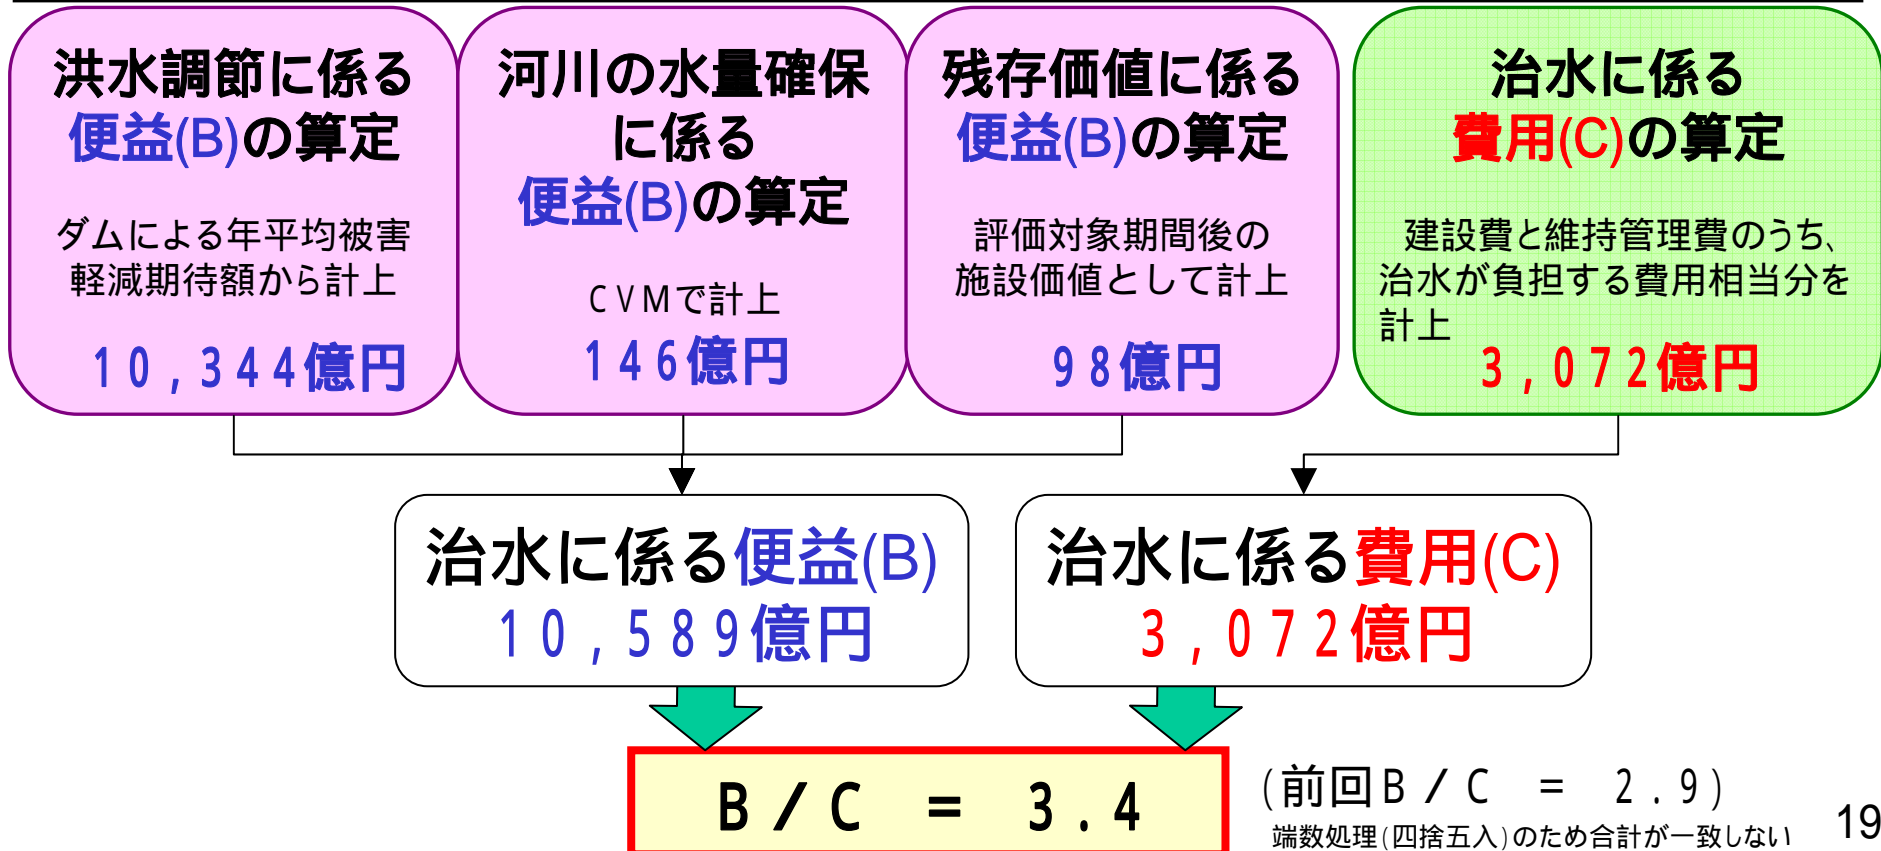 洪水調節に係る
便益(B)の算定
ダムによる年平均被害
軽減期待額から計上
10,344億円
河川の水量確保
に係る
便益(B)の算定
CVMで計上
146億円
残存価値に係る
便益(B)の算定
評価対象期間後の
施設価値として計上
98億円
治水に係る
費用(C)の算定
建設費と維持管理費のうち、
治水が負担する費用相当分を
計上
3,072億円
治水に係る便益(B)
10,589億円
治水に係る費用(C)
3,072億円
B/C = 3.4
(前回B/C = 2.9)
端数処理(四捨五入)のため合計が一致しない
19